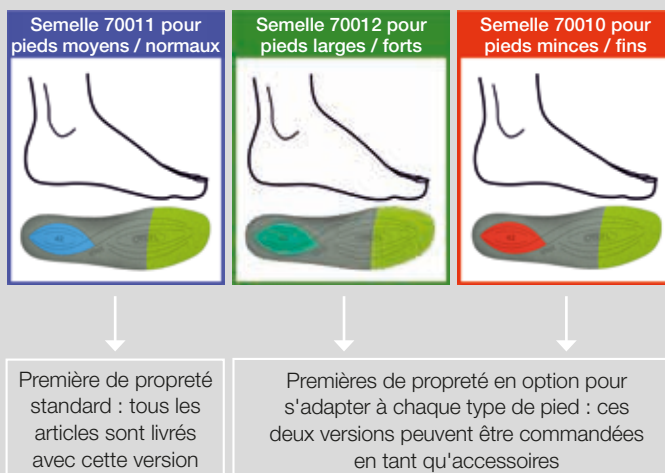 Semelle 70011 pour
pieds moyens / normaux
Semelle 70012 pour
pieds larges / forts
Semelle 70010 pour
pieds minces / fins
Première de propreté
standard : tous les
articles sont livrés
avec cette version
Premières de propreté en option pour
s'adapter à chaque type de pied : ces
deux versions peuvent être commandées
en tant qu'accessoires